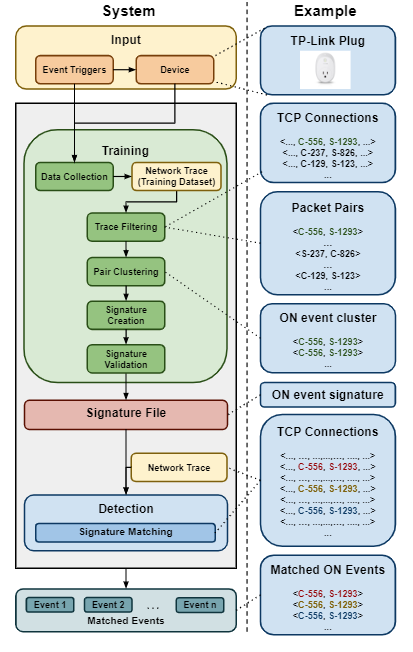 System
Input
Event Triggers
Device
Training
Data Collection
Network Trace
(Training Dataset)
Trace Filtering
Pair Clustering
Signature
Creation
Signature
Validation
Signature File
Network Trace
Detection
Signature Matching
Event 1
Event 2
...
Event n
Matched Events
Example
TP-Link Plug
TCP Connections
<..., C-556, S-1293, ...>
<..., C-237, S-826, ...>
<..., C-129, S-123, ...>
...
Packet Pairs
<C-556, S-1293>
...
<S-237, C-826>
...
<C-129, S-123>
...
ON event cluster
<C-556, S-1293>
<C-556, S-1293>
...
ON event signature
TCP Connections
<..., ..., ..., ..., ..., ...>
<..., C-556, S-1293, ...>
<..., ..., ..., ..., ..., ...>
<..., C-556, S-1293, ...>
<..., ..., ..., ..., ..., ...>
<..., C-556, S-1293, ...>
<..., ..., ..., ..., ..., ...>
...
Matched ON Events
<C-556, S-1293>
<C-556, S-1293>
<C-556, S-1293>
...